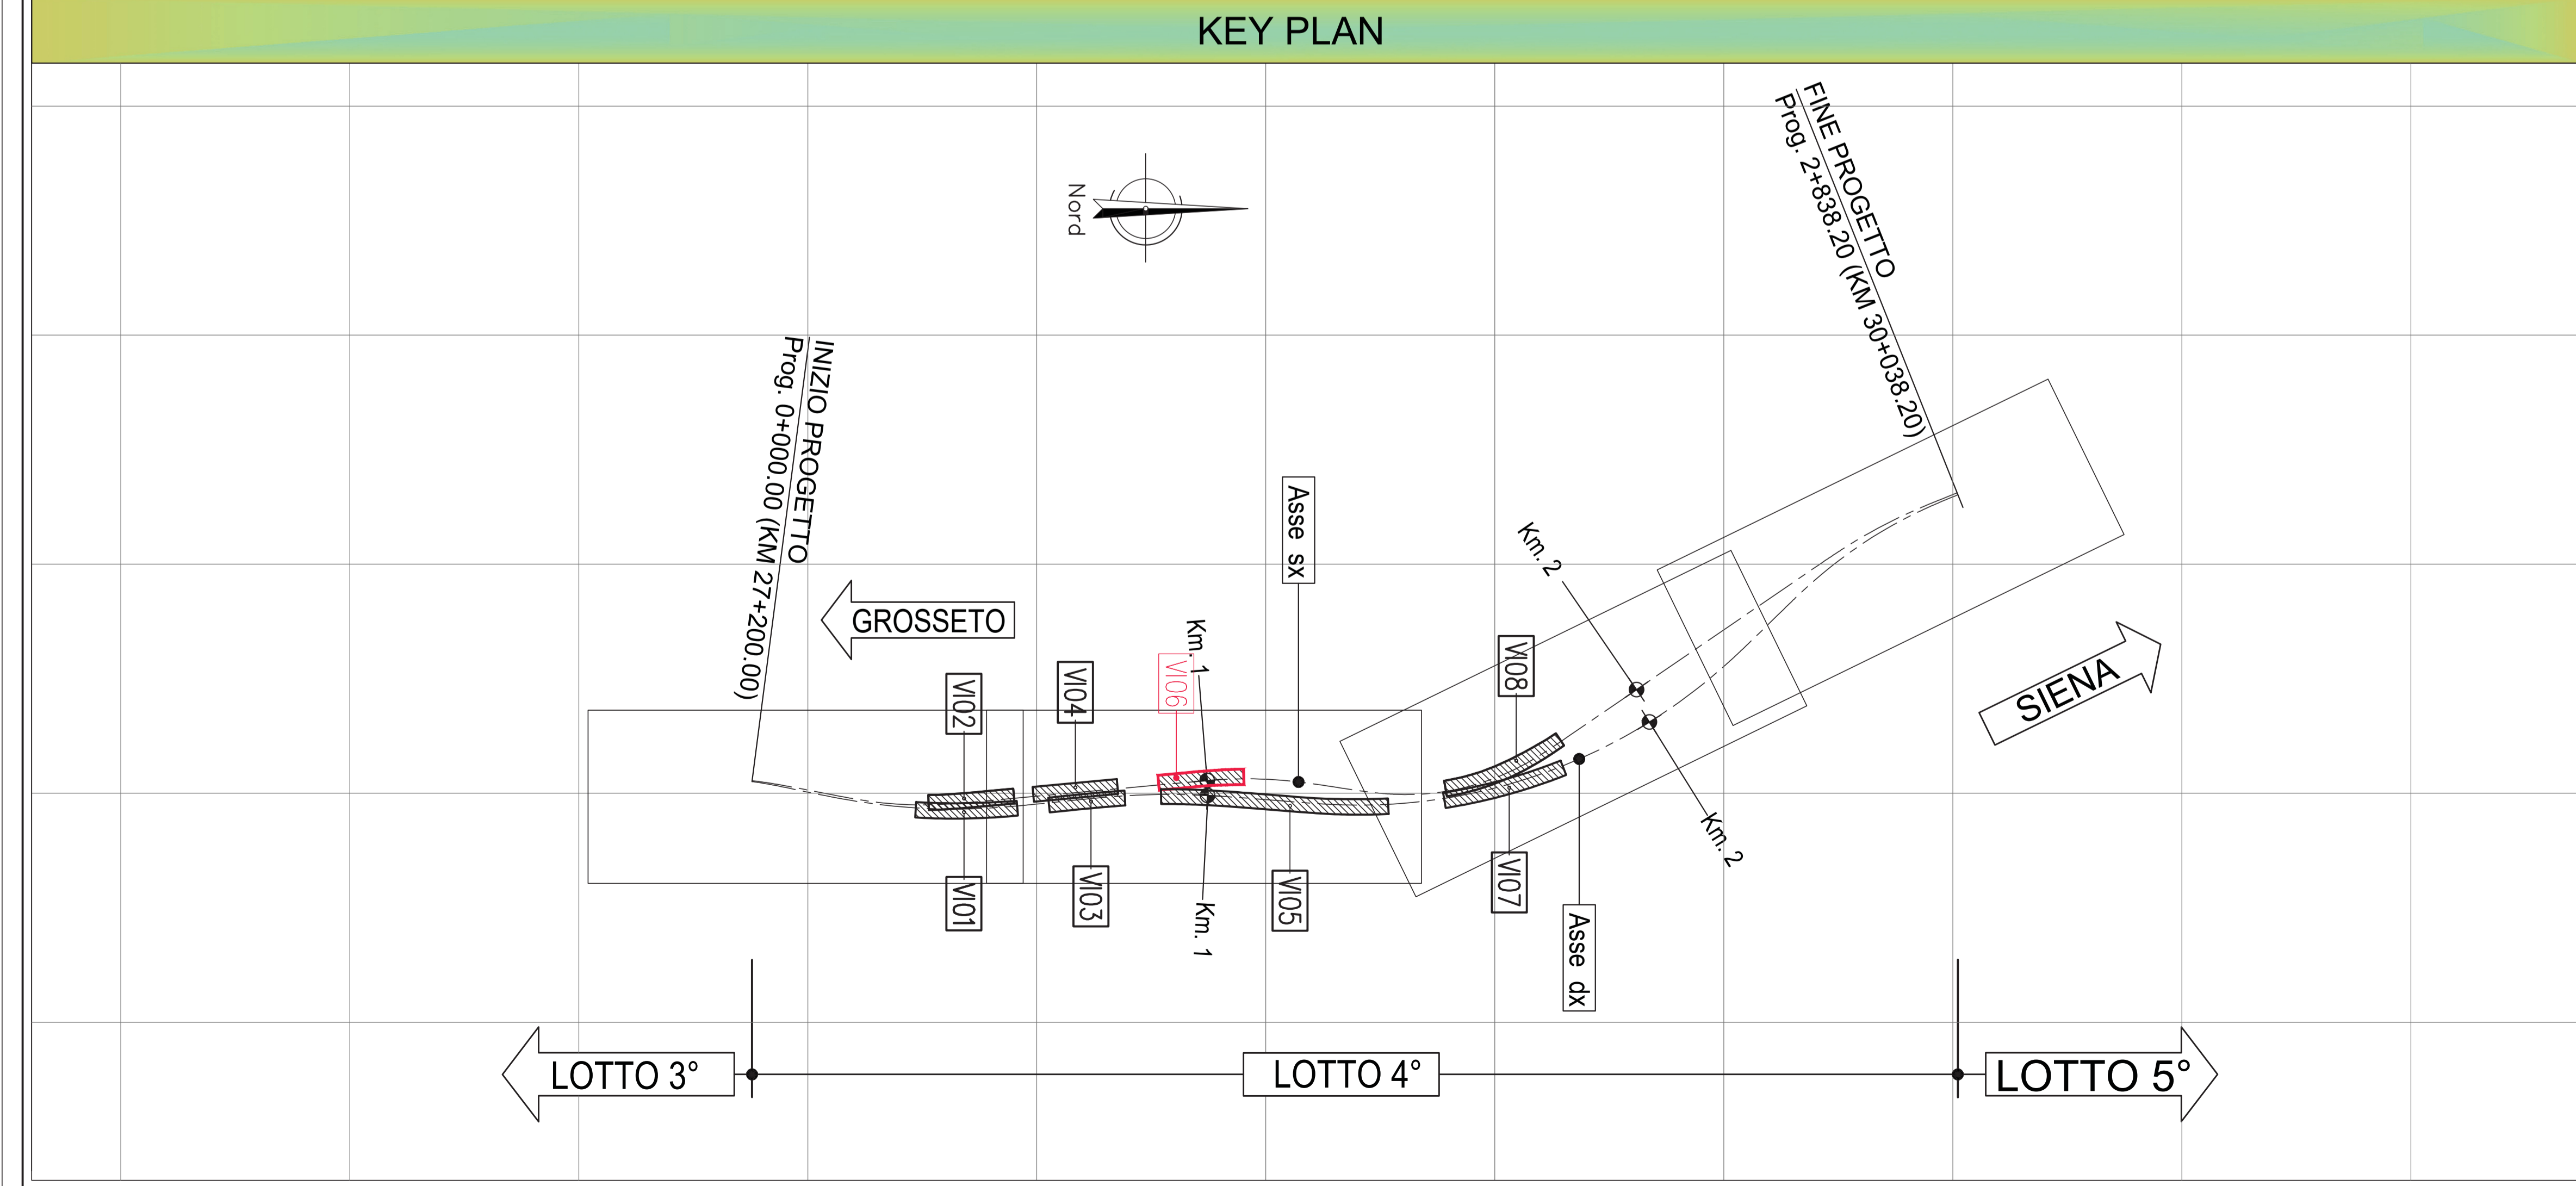 KEY PLAN
FINE PROGETTO
Prog. 2+838.20 (KM 30+038.20)
Nord
INIZIO PROGETTO
Prog. 0+000.00 (KM 27+200.00)
Asse sx
Km. 2
GROSSETO
Km. 1
VI08
VI06
VI04
VI02
SIENA
Km. 2
VI01
VI03
Km. 1
VI05
VI07
Asse dx
LOTTO 3°
LOTTO 4°
LOTTO 5°